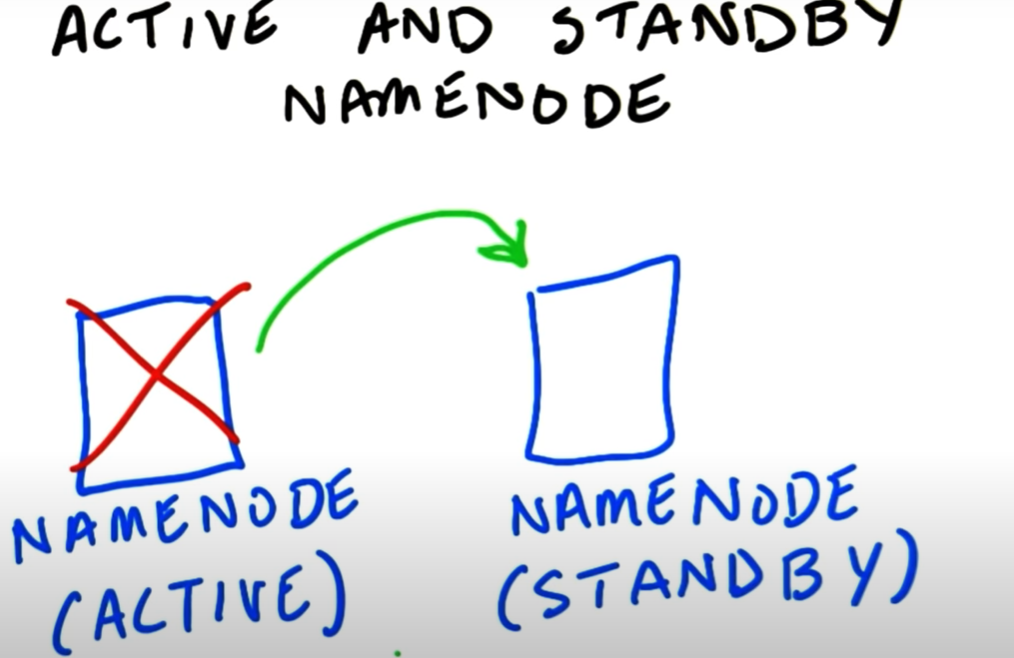 ACTIVE AND STANDBY
NAMENODE
NAMENODE
(ACTIVE)
NAMENODE
(STANDBY)